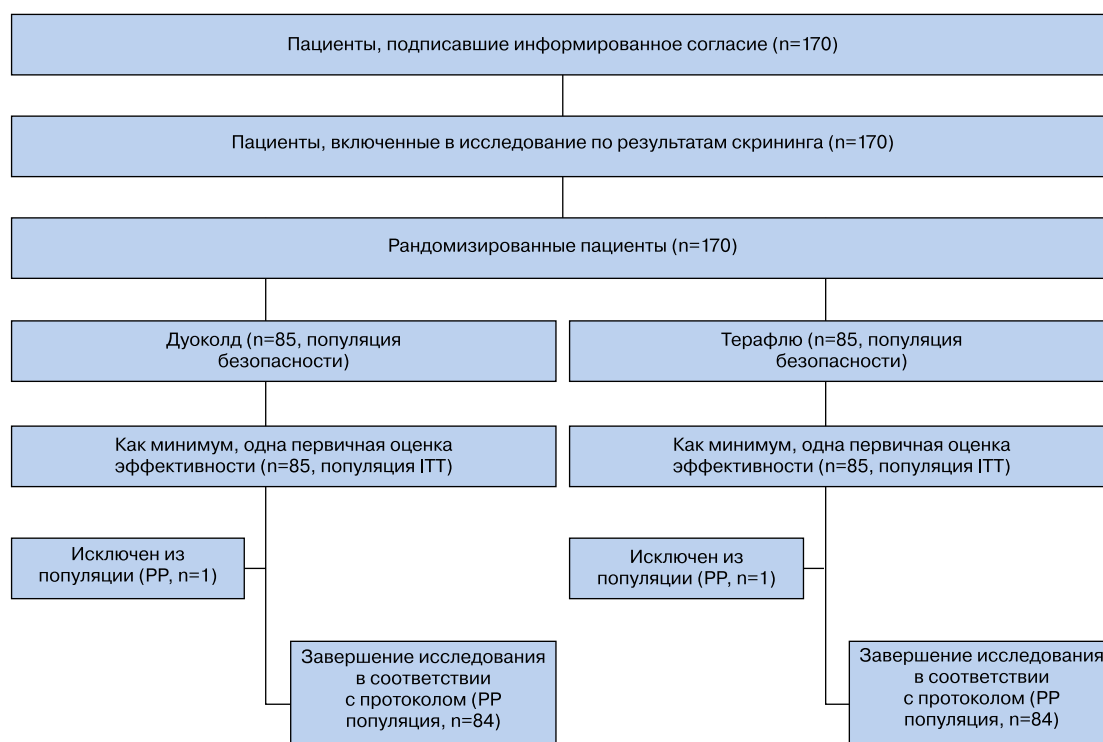 Пациенты, подписавшие информированное согласие (n=170)
Пациенты, включенные в исследование по результатам скрининга (n=170)
Рандомизированные пациенты (n=170)
Дуоколд (n=85, популяция
безопасности)
Терафлю (n=85, популяция
безопасности)
Как минимум, одна первичная оценка
эффективности (n=85, популяция ITT)
Как минимум, одна первичная оценка
эффективности (n=85, популяция ITT)
Исключен из
популяции (PP, n=1)
Исключен из
популяции (PP, n=1)
Завершение исследования
в соответствии
с протоколом (PP
популяция, n=84)
Завершение исследования
в соответствии
с протоколом (PP
популяция, n=84)